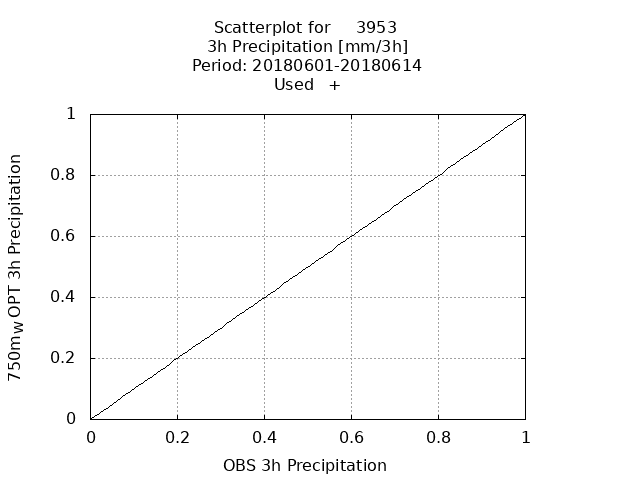 Scatterplot for 3953
3h Precipitation [mm/3h]
Period: 20180601-20180614
Used +
1
0.8
0.6
0.4
0.2
0
750mw OPT 3h Precipitation
0 0.2 0.4 0.6 0.8 1
OBS 3h Precipitation